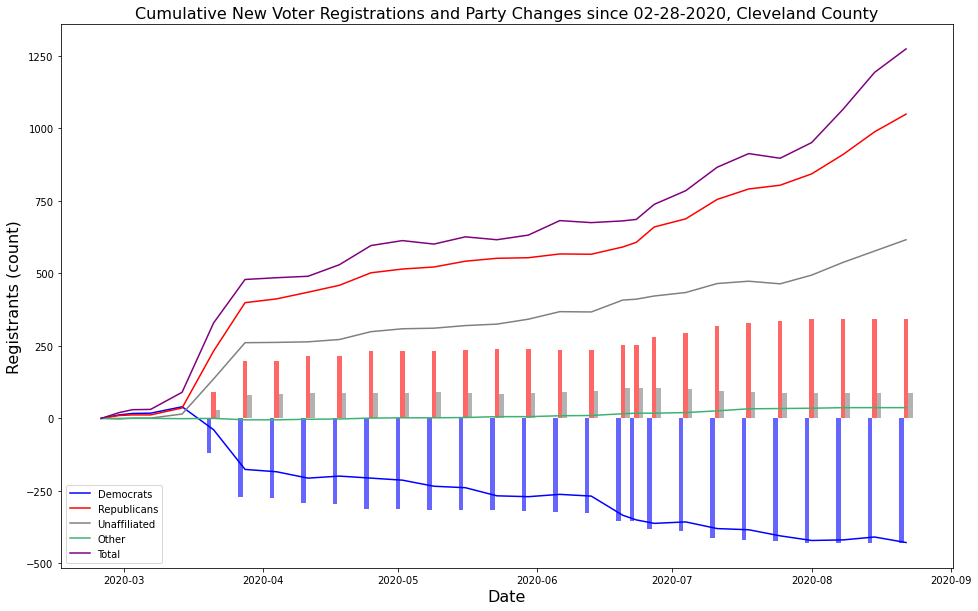 Cumulative New Voter Registrations and Party Changes since 02-28-2020, Cleveland County
Registrants (count)
1250
1000
750
500
250
0
−250
−500
Democrats
Republicans
Unaffiliated
Other
Total
2020-03
2020-04
2020-05
2020-06
2020-07
2020-08
2020-09
Date